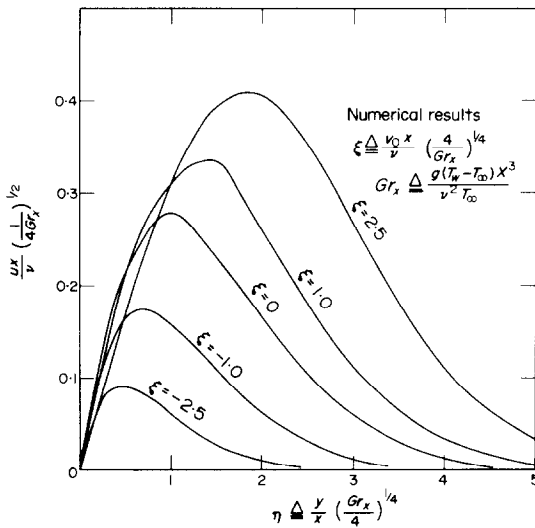 0·4
0·3
0·2
0·1
0
0
1
2
3
4
5
Numerical results
ξ ≜ v₀x/ν (4/Grₓ)^1/4
Grₓ ≜ g(T_w−T_∞)X³/ν²T_∞
ξ=2·5
ξ=1·0
ξ=0
ξ=−1·0
ξ=−2·5
ux/ν (1/4Grₓ)^1/2
η ≜ y/x (Grₓ/4)^1/4